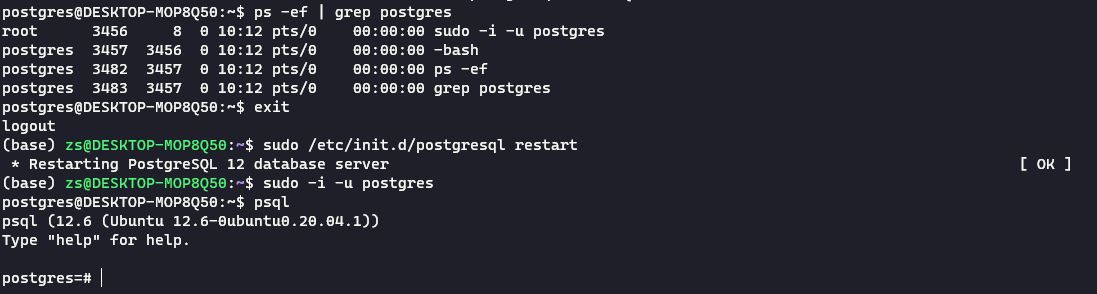 postgres@DESKTOP-MOP8Q50:~$ ps -ef | grep postgres
root      3456     8  0 10:12 pts/0    00:00:00 sudo -i -u postgres
postgres  3457  3456  0 10:12 pts/0    00:00:00 -bash
postgres  3482  3457  0 10:12 pts/0    00:00:00 ps -ef
postgres  3483  3457  0 10:12 pts/0    00:00:00 grep postgres
postgres@DESKTOP-MOP8Q50:~$ exit
logout
(base) zs@DESKTOP-MOP8Q50:~$ sudo /etc/init.d/postgresql restart
 * Restarting PostgreSQL 12 database server                                                                     [ OK ]
(base) zs@DESKTOP-MOP8Q50:~$ sudo -i -u postgres
postgres@DESKTOP-MOP8Q50:~$ psql
psql (12.6 (Ubuntu 12.6-0ubuntu0.20.04.1))
Type "help" for help.
postgres=#